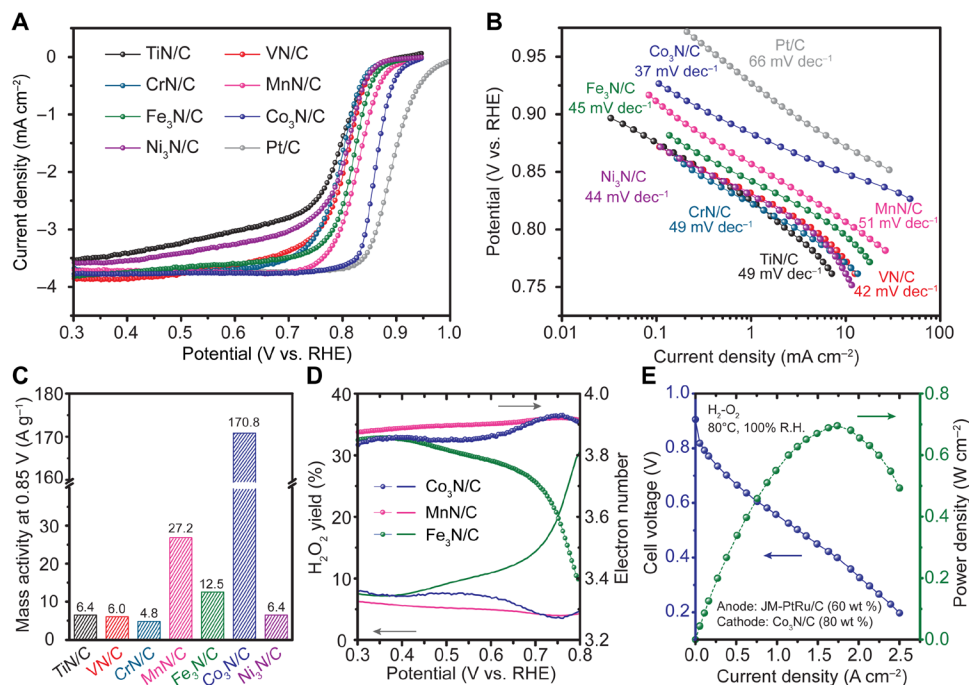 A
TiN/C
VN/C
CrN/C
MnN/C
Fe₃N/C
Co₃N/C
Ni₃N/C
Pt/C
Current density (mA cm⁻²)
0
−1
−2
−3
−4
0.3 0.4 0.5 0.6 0.7 0.8 0.9 1.0
Potential (V vs. RHE)
B
Co₃N/C
37 mV dec⁻¹
Pt/C
66 mV dec⁻¹
Fe₃N/C
45 mV dec⁻¹
Ni₃N/C
44 mV dec⁻¹
CrN/C
49 mV dec⁻¹
MnN/C
51 mV dec⁻¹
TiN/C
49 mV dec⁻¹
VN/C
42 mV dec⁻¹
Potential (V vs. RHE)
0.95
0.90
0.85
0.80
0.75
0.01 0.1 1 10 100
Current density (mA cm⁻²)
C
Mass activity at 0.85 V (A g⁻¹)
180
170
160
30
20
10
0
6.4
6.0
4.8
27.2
12.5
170.8
6.4
TiN/C
VN/C
CrN/C
MnN/C
Fe₃N/C
Co₃N/C
Ni₃N/C
D
H₂O₂ yield (%)
40
30
20
10
0
Co₃N/C
MnN/C
Fe₃N/C
Electron number
4.0
3.8
3.6
3.4
3.2
0.3 0.4 0.5 0.6 0.7 0.8
Potential (V vs. RHE)
E
Cell voltage (V)
1.0
0.8
0.6
0.4
0.2
H₂-O₂
80°C, 100% R.H.
Anode: JM-PtRu/C (60 wt %)
Cathode: Co₃N/C (80 wt %)
Power density (W cm⁻²)
0.8
0.6
0.4
0.2
0
0.0 0.5 1.0 1.5 2.0 2.5
Current density (A cm⁻²)